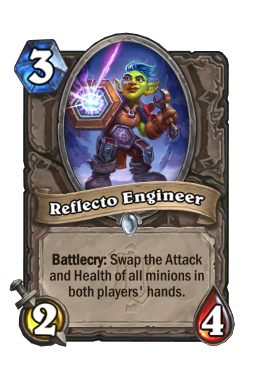 3
Reflecto Engineer
Battlecry: Swap the Attack
and Health of all minions in
both players' hands.
2
4